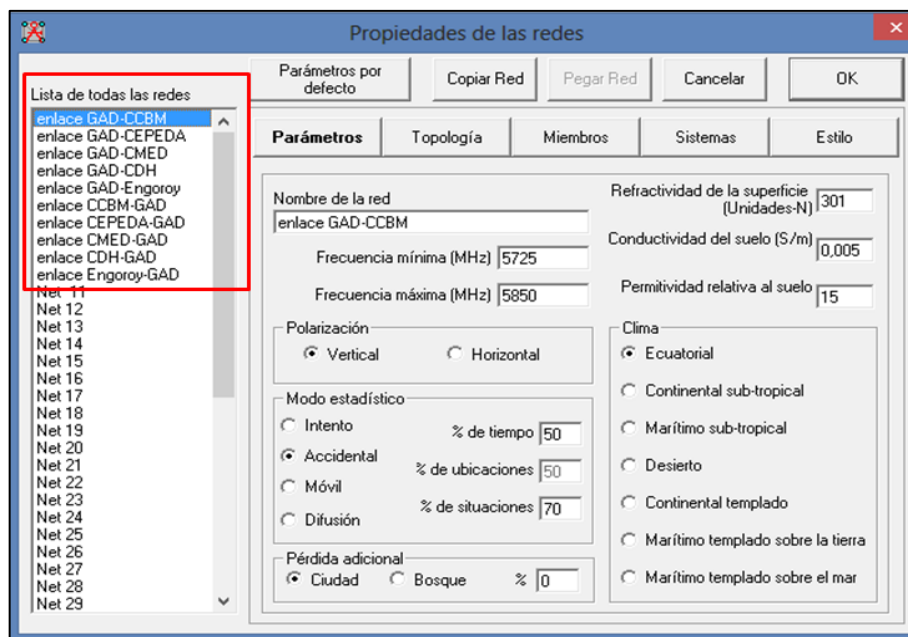 Propiedades de las redes
Lista de todas las redes
enlace GAD-CCBM
enlace GAD-CEPEDA
enlace GAD-CMED
enlace GAD-CDH
enlace GAD-Engoroy
enlace CCBM-GAD
enlace CEPEDA-GAD
enlace CMED-GAD
enlace CDH-GAD
enlace Engoroy-GAD
Net 11
Net 12
Net 13
Net 14
Net 15
Net 16
Net 17
Net 18
Net 19
Net 20
Net 21
Net 22
Net 23
Net 24
Net 25
Net 26
Net 27
Net 28
Net 29
Parámetros por
defecto
Copiar Red
Pegar Red
Cancelar
OK
Parámetros
Topología
Miembros
Sistemas
Estilo
Nombre de la red
enlace GAD-CCBM
Frecuencia mínima (MHz) 5725
Frecuencia máxima (MHz) 5850
Polarización
Vertical
Horizontal
Modo estadístico
Intento
Accidental
Móvil
Difusión
% de tiempo 50
% de ubicaciones 50
% de situaciones 70
Pérdida adicional
Ciudad
Bosque
% 0
Refractividad de la superficie
(Unidades-N) 301
Conductividad del suelo (S/m) 0,005
Permitividad relativa al suelo 15
Clima
Ecuatorial
Continental sub-tropical
Marítimo sub-tropical
Desierto
Continental templado
Marítimo templado sobre la tierra
Marítimo templado sobre el mar